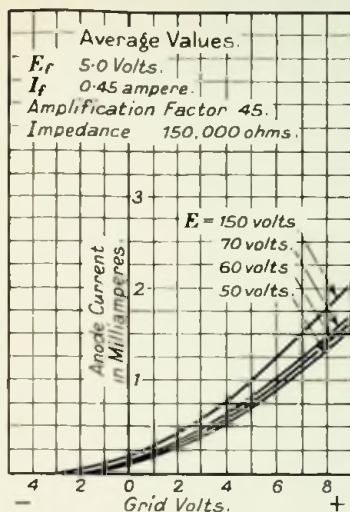 Average Values.
Ef 5.0 Volts.
If 0.45 ampere.
Amplification Factor 45.
Impedance 150,000 ohms.
3
E = 150 volts
70 volts.
60 volts
50 volts.
2
Anode Current
in Milliamperes.
1
4 2 0 2 4 6 8
– Grid Volts. +